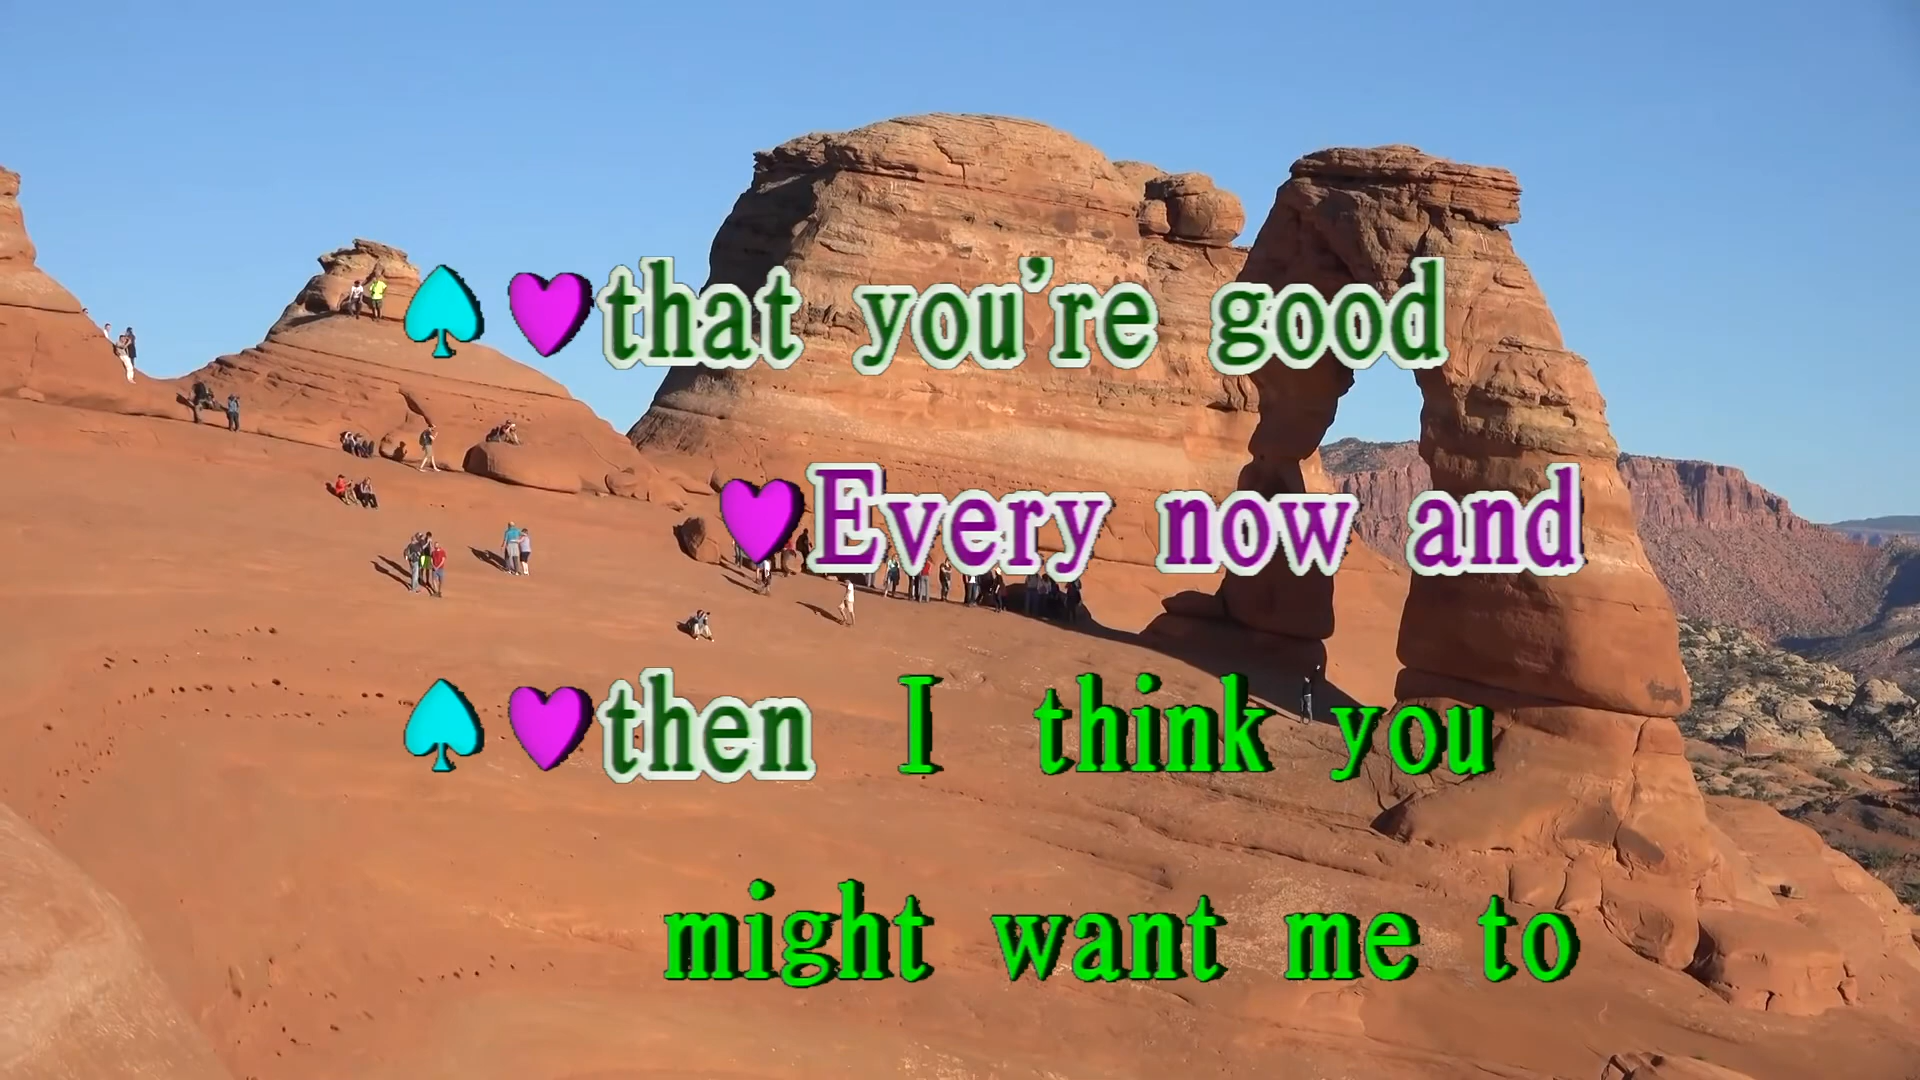 ♠♥that you're good
♥Every now and
♠♥then I think you
might want me to